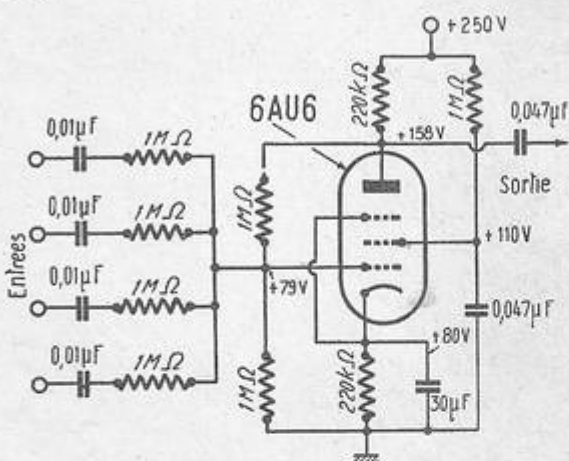 +250V
220kΩ
1MΩ
6AU6
0,047µF
+158V
Sortie
0,01µF
1MΩ
0,01µF
1MΩ
1MΩ
+110V
Entrées
+79V
0,01µF
1MΩ
0,047µF
+80V
0,01µF
1MΩ
1MΩ
220kΩ
30µF